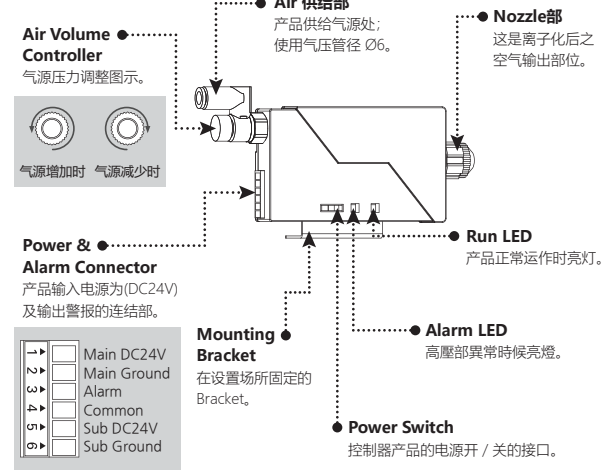 Air 供给部
产品供给气源处;
使用气压管径 Ø6。
Nozzle部
这是离子化后之
空气输出部位。
Air Volume
Controller
气源压力调整图示。
气源增加时 气源减少时
Power &
Alarm Connector
产品输入电源为(DC24V)
及输出警报的连结部。
1 Main DC24V
2 Main Ground
3 Alarm
4 Common
5 Sub DC24V
6 Sub Ground
Mounting
Bracket
在设置场所固定的
Bracket。
Run LED
产品正常运作时亮灯。
Alarm LED
高壓部異常時候亮燈。
Power Switch
控制器产品的电源开 / 关的接口。